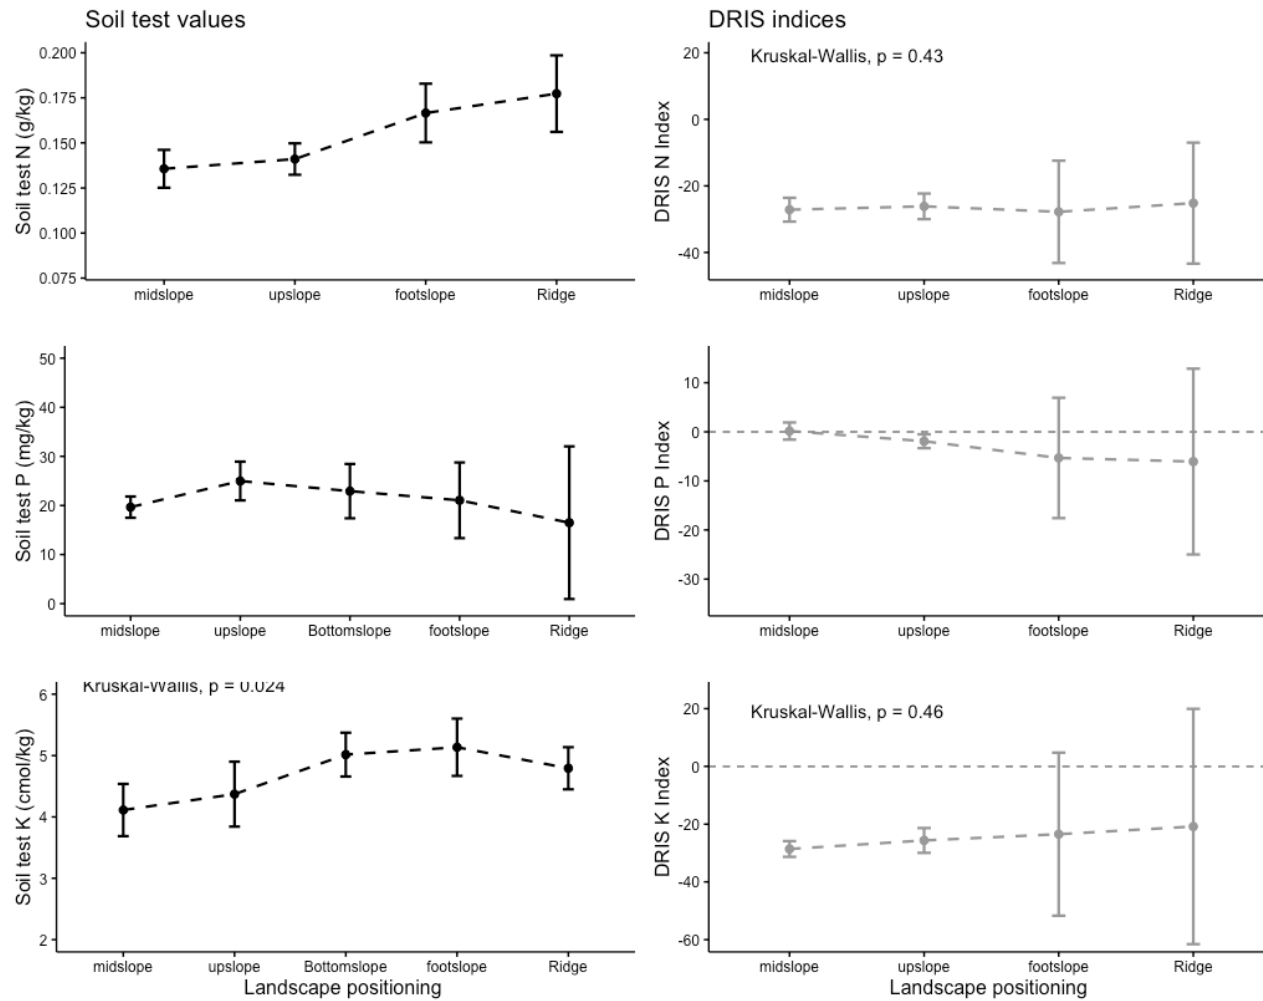 Soil test values
DRIS indices
Soil test N (g/kg)
0.200
0.175
0.150
0.125
0.100
0.075
midslope upslope footslope Ridge
Kruskal-Wallis, p = 0.43
DRIS N Index
20
0
-20
-40
midslope upslope footslope Ridge
Soil test P (mg/kg)
50
40
30
20
10
0
midslope upslope Bottomslope footslope Ridge
DRIS P Index
10
0
-10
-20
-30
midslope upslope footslope Ridge
Kruskal-Wallis, p = 0.024
Soil test K (cmol/kg)
6
5
4
3
2
midslope upslope Bottomslope footslope Ridge
Landscape positioning
Kruskal-Wallis, p = 0.46
DRIS K Index
20
0
-20
-40
-60
midslope upslope footslope Ridge
Landscape positioning